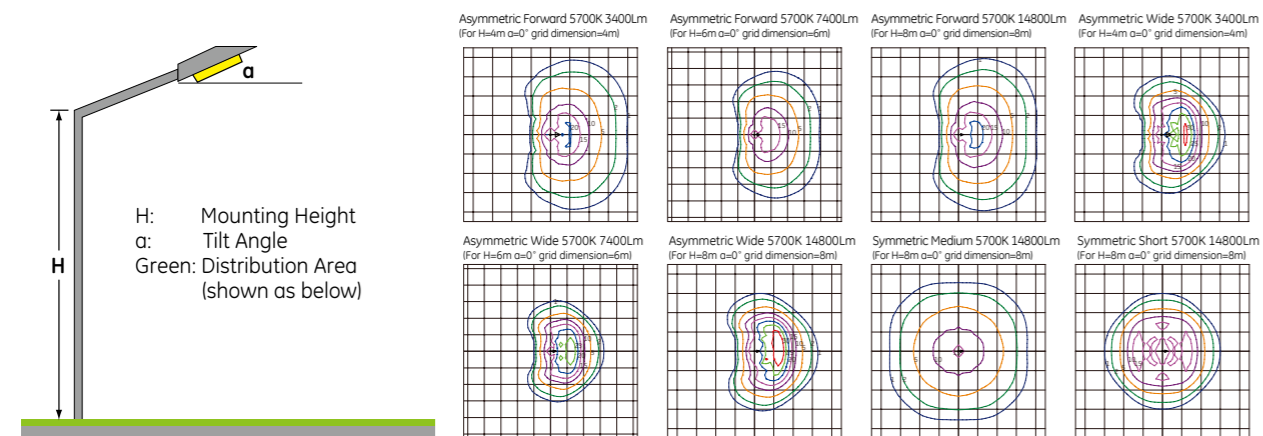 α
H
H: Mounting Height
α: Tilt Angle
Green: Distribution Area
(shown as below)
Asymmetric Forward 5700K 3400Lm
(For H=4m α=0° grid dimension=4m)
Asymmetric Forward 5700K 7400Lm
(For H=6m α=0° grid dimension=6m)
Asymmetric Forward 5700K 14800Lm
(For H=8m α=0° grid dimension=8m)
Asymmetric Wide 5700K 3400Lm
(For H=4m α=0° grid dimension=4m)
Asymmetric Wide 5700K 7400Lm
(For H=6m α=0° grid dimension=6m)
Asymmetric Wide 5700K 14800Lm
(For H=8m α=0° grid dimension=8m)
Symmetric Medium 5700K 14800Lm
(For H=8m α=0° grid dimension=8m)
Symmetric Short 5700K 14800Lm
(For H=8m α=0° grid dimension=8m)